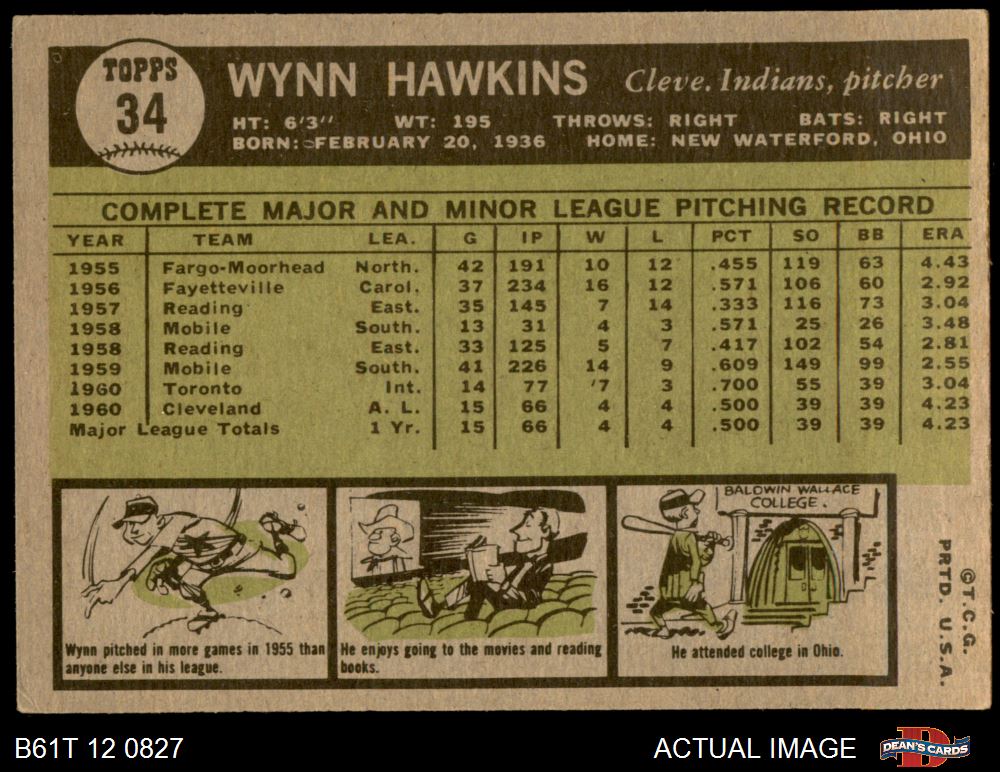 TOPPS
34
WYNN HAWKINS Cleve. Indians, pitcher
HT: 6'3" WT: 195 THROWS: RIGHT BATS: RIGHT
BORN: FEBRUARY 20, 1936 HOME: NEW WATERFORD, OHIO
COMPLETE MAJOR AND MINOR LEAGUE PITCHING RECORD
YEAR TEAM LEA. G IP W L PCT SO BB ERA
1955 Fargo-Moorhead North. 42 191 10 12 .455 119 63 4.43
1956 Fayetteville Carol. 37 234 16 12 .571 106 60 2.92
1957 Reading East. 35 145 7 14 .333 116 73 3.04
1958 Mobile South. 13 31 4 3 .571 25 26 3.48
1958 Reading East. 33 125 5 7 .417 102 54 2.81
1959 Mobile South. 41 226 14 9 .609 149 99 2.55
1960 Toronto Int. 14 77 '7 3 .700 55 39 3.04
1960 Cleveland A. L. 15 66 4 4 .500 39 39 4.23
Major League Totals 1 Yr. 15 66 4 4 .500 39 39 4.23
Wynn pitched in more games in 1955 than
anyone else in his league.
He enjoys going to the movies and reading
books.
BALDWIN WALLACE
COLLEGE.
He attended college in Ohio.
©T.C.G.
PRTD. U.S.A.
B61T 12 0827
ACTUAL IMAGE
DEAN'S CARDS